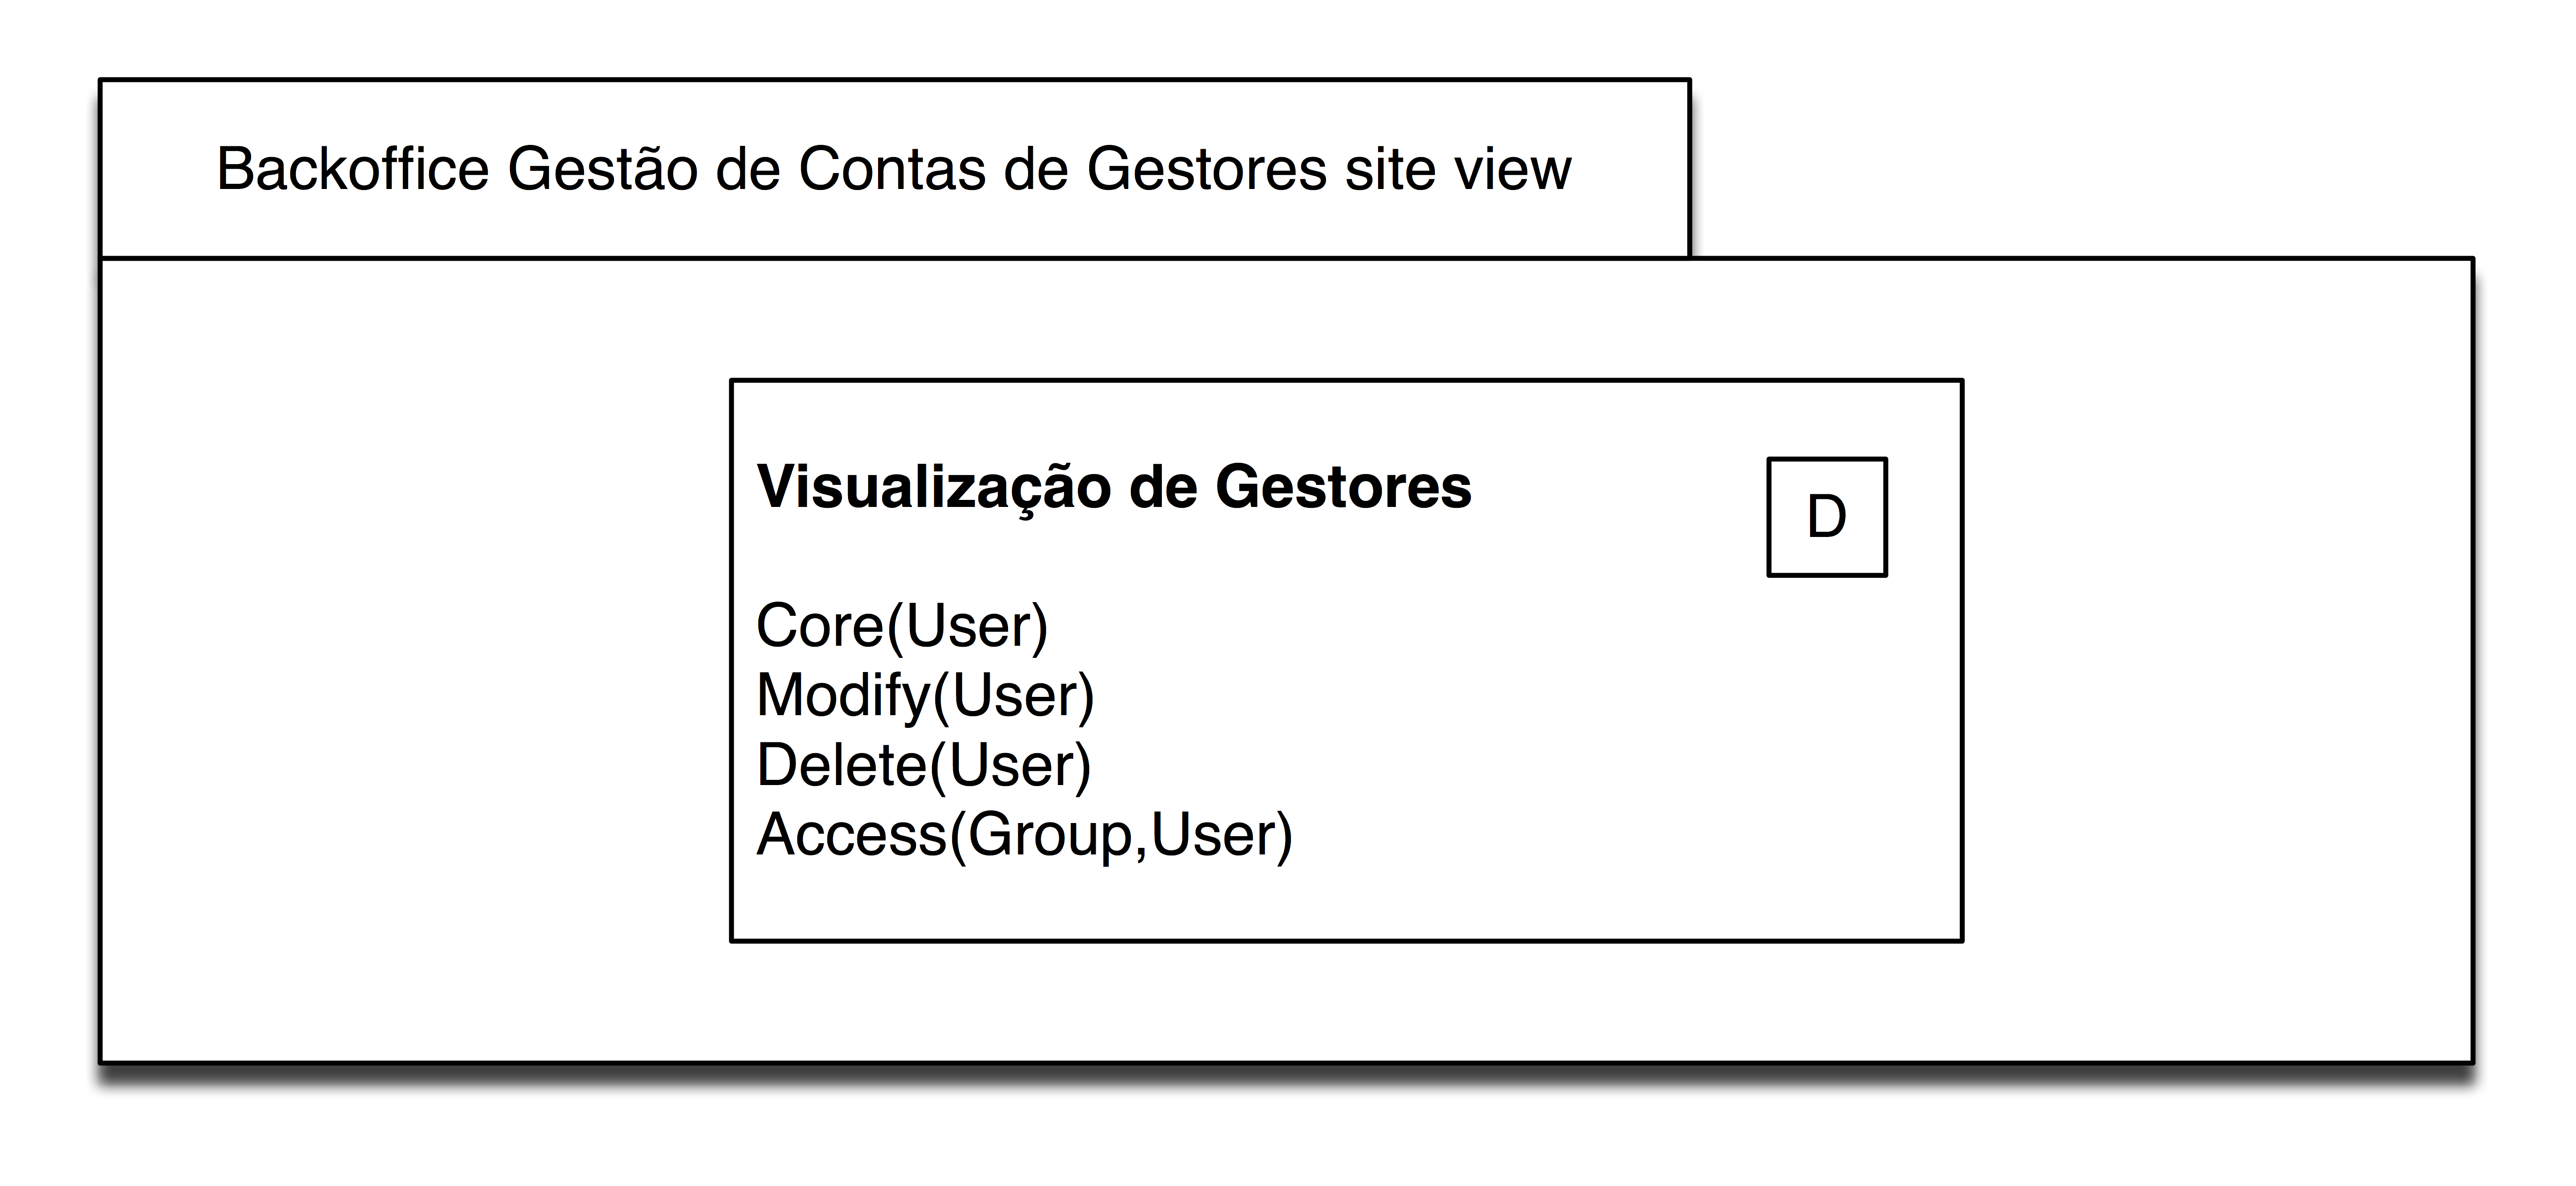 Backoffice Gestão de Contas de Gestores site view
Visualização de Gestores
D
Core(User)
Modify(User)
Delete(User)
Access(Group,User)